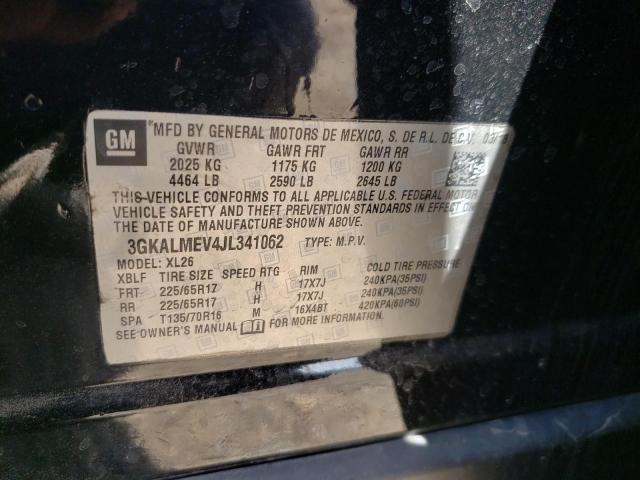 GM
MFD BY GENERAL MOTORS DE MEXICO, S. DE R.L. DE C.V. 03/18
GVWR GAWR FRT GAWR RR
2025 KG 1175 KG 1200 KG
4464 LB 2590 LB 2645 LB
THIS VEHICLE CONFORMS TO ALL APPLICABLE U.S. FEDERAL MOTOR
VEHICLE SAFETY AND THEFT PREVENTION STANDARDS IN EFFECT ON
THE DATE OF MANUFACTURE SHOWN ABOVE.
3GKALMEV4JL341062 TYPE: M.P.V.
MODEL: XL26
XBLF TIRE SIZE SPEED RTG RIM COLD TIRE PRESSURE
FRT 225/65R17 H 17X7J 240KPA(35PSI)
RR 225/65R17 H 17X7J 240KPA(35PSI)
SPA T135/70R16 M 16X4BT 420KPA(60PSI)
SEE OWNER'S MANUAL FOR MORE INFORMATION.